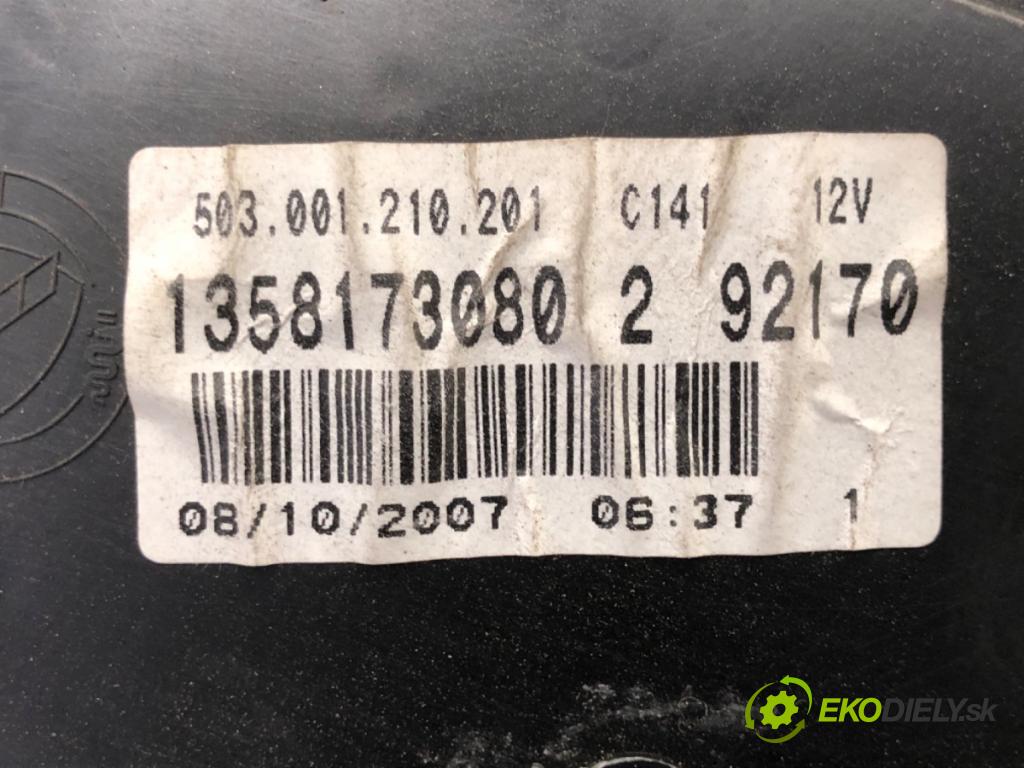 503.001.210.201 C141 12V
1358173080 2 92170
08/10/2007 06:37 1
EKODIELY.sk